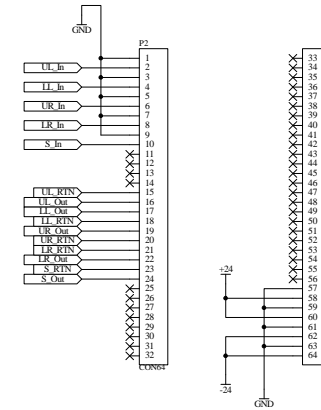 GND
P2
1
UL_In 2
3
LL_In 4
5
UR_In 6
7
LR_In 8
9
S_In 10
11
12
13
14
UL_RTN 15
UL_Out 16
LL_Out 17
LL_RTN 18
UR_Out 19
UR_RTN 20
LR_RTN 21
LR_Out 22
S_RTN 23
S_Out 24
25
26
27
28
29
30
31
32
CON64
33
34
35
36
37
38
39
40
41
42
43
44
45
46
47
48
49
50
51
52
53
54
55
56
57
58
59
60
61
62
63
64
+24
-24
GND